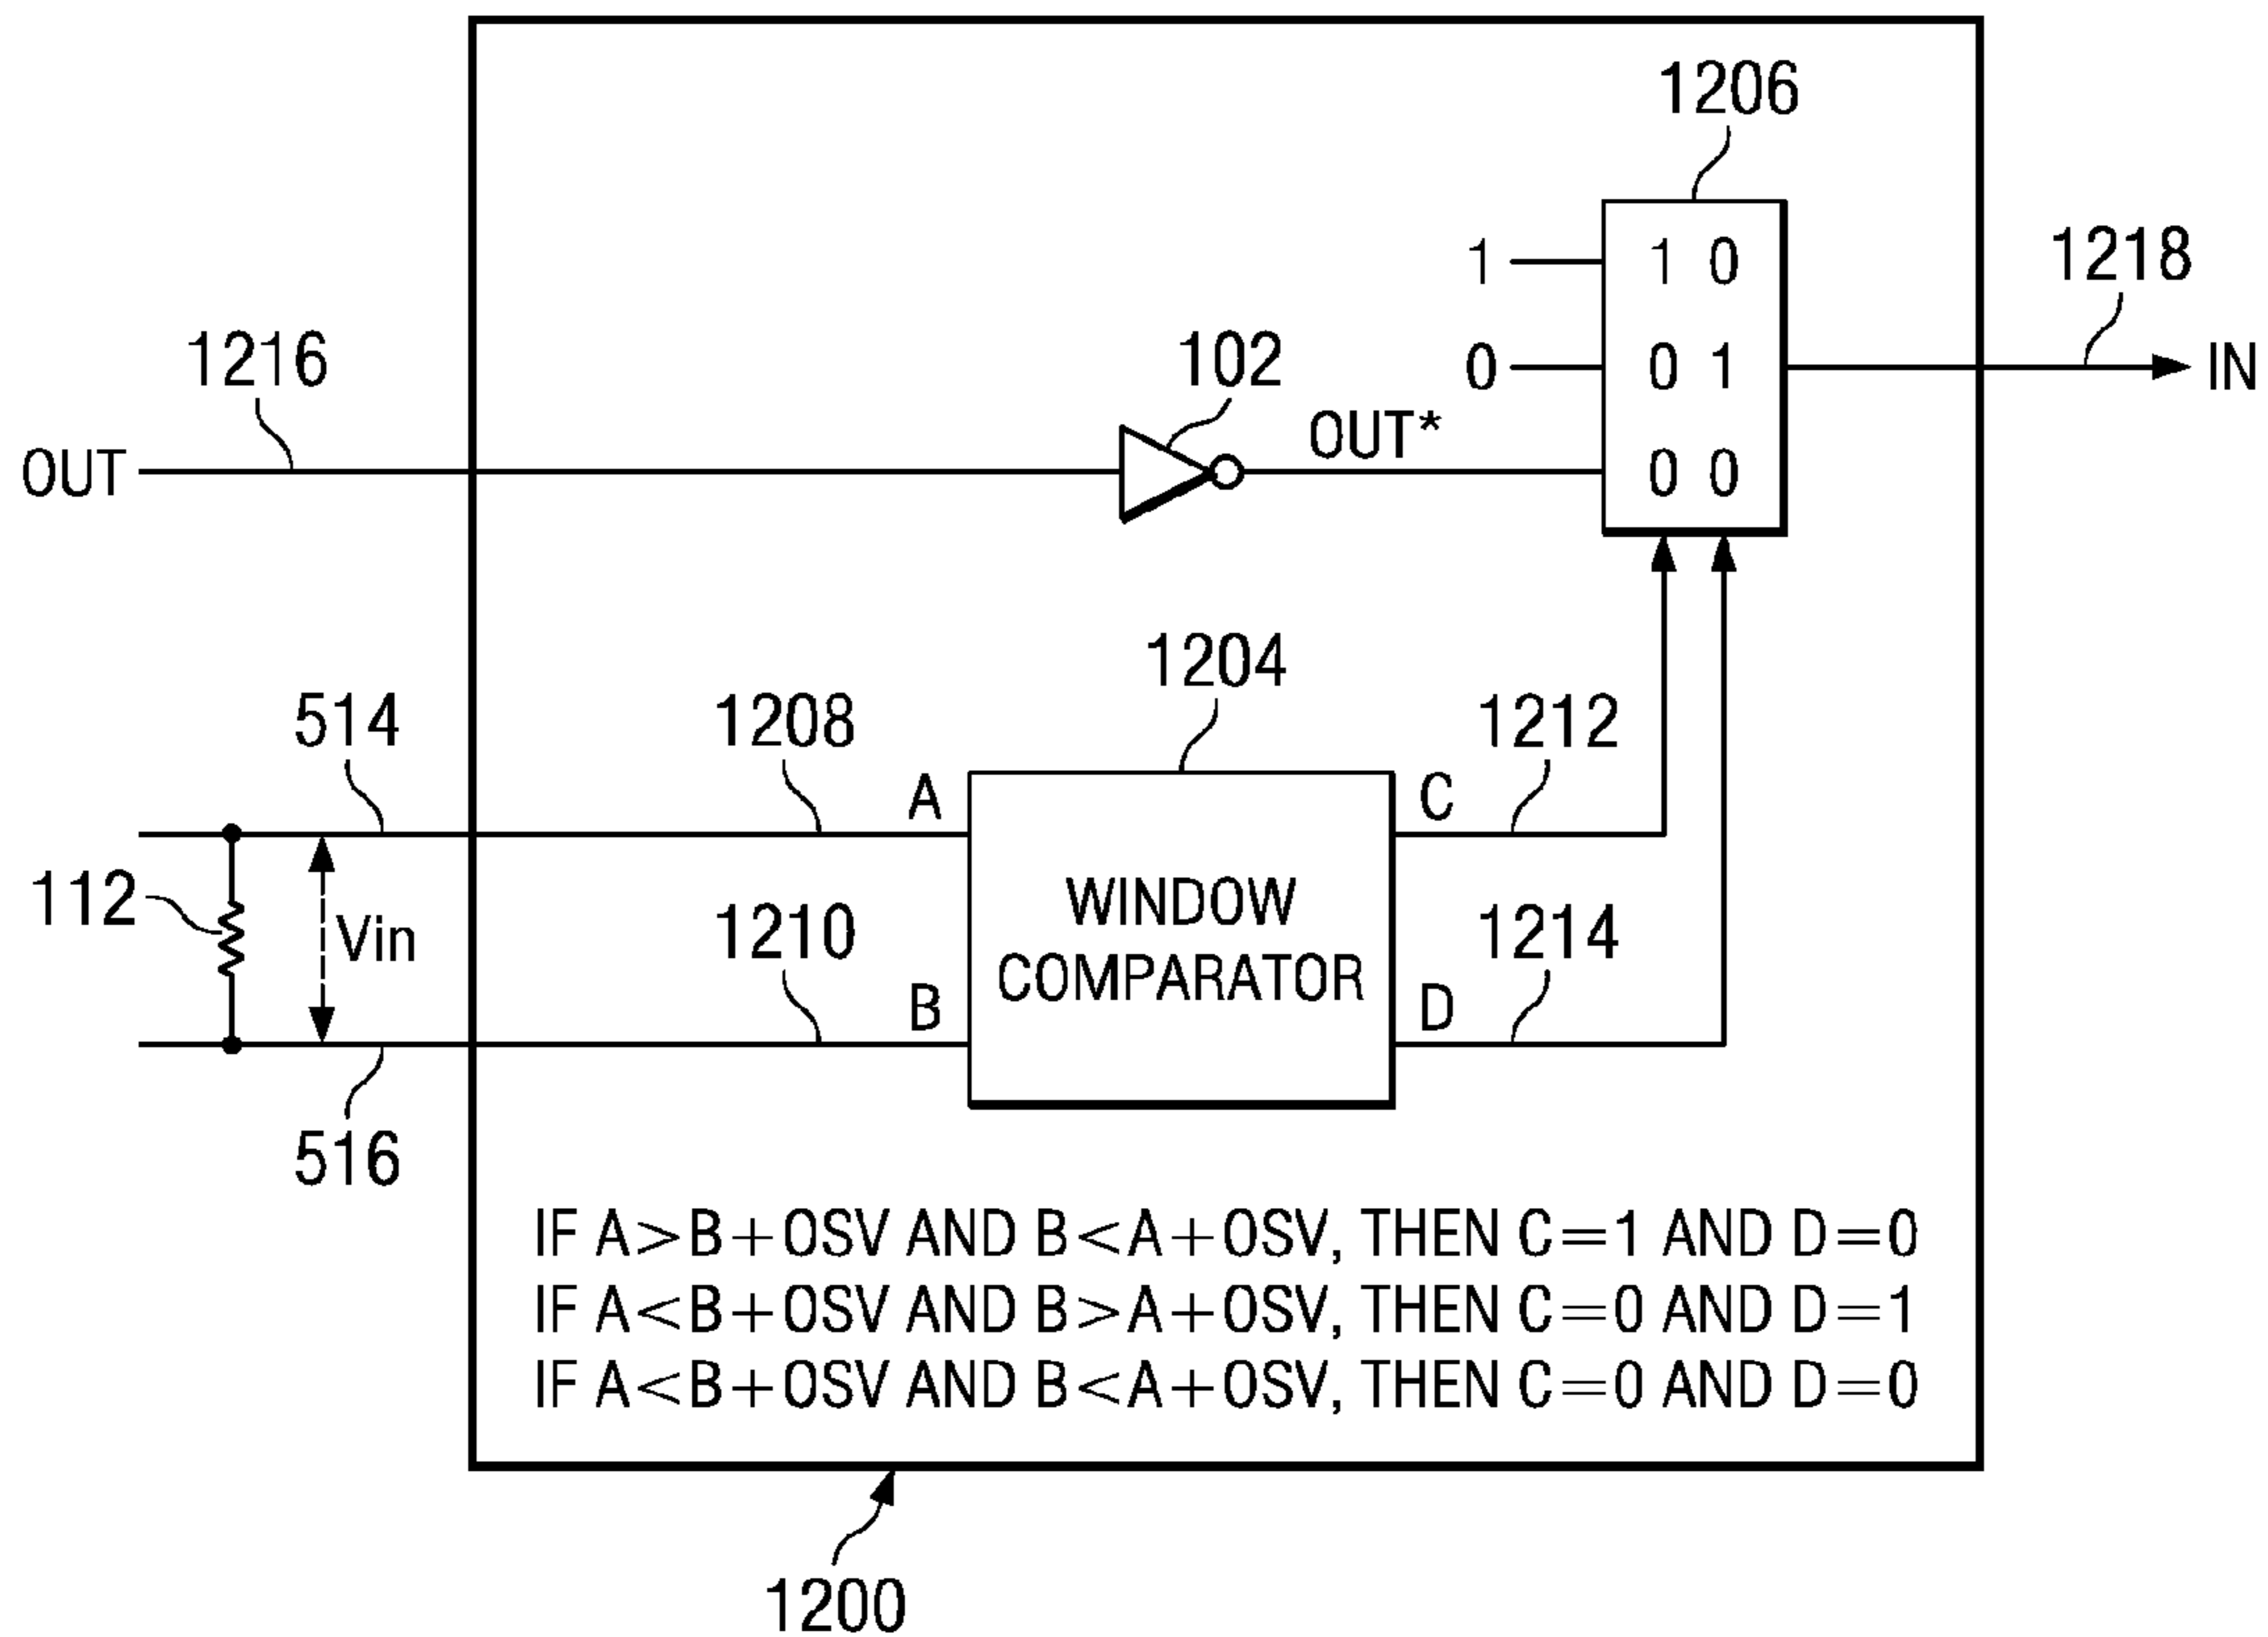 1206
1 1 0
1218
1216
102
0 0 1
IN
OUT*
OUT
0 0
1204
514
1208
1212
A
C
112
Vin
1210
WINDOW
COMPARATOR
1214
B
D
516
IF A>B+OSV AND B<A+OSV, THEN C=1 AND D=0
IF A<B+OSV AND B>A+OSV, THEN C=0 AND D=1
IF A<B+OSV AND B<A+OSV, THEN C=0 AND D=0
1200